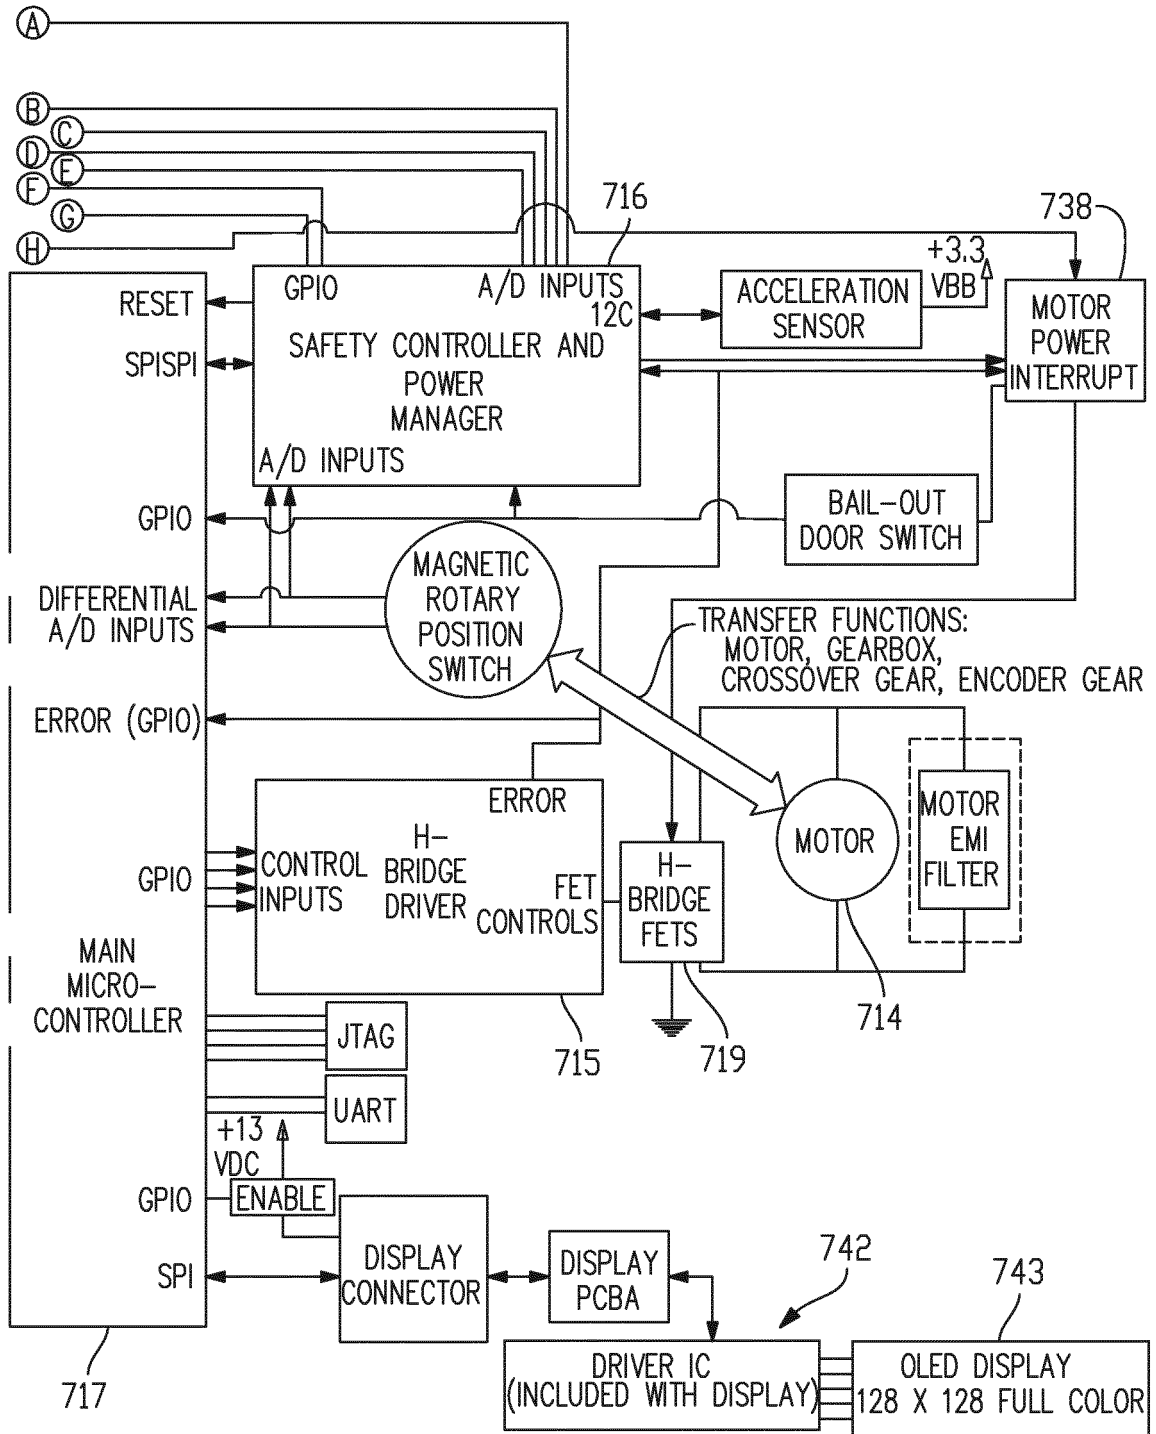 A
B
C
D
E
F
G
H
716
738
+3.3
VBB
GPIO
A/D INPUTS
12C
RESET
SPISPI
SAFETY CONTROLLER AND
POWER
MANAGER
A/D INPUTS
ACCELERATION
SENSOR
MOTOR
POWER
INTERRUPT
GPIO
BAIL-OUT
DOOR SWITCH
DIFFERENTIAL
A/D INPUTS
MAGNETIC
ROTARY
POSITION
SWITCH
TRANSFER FUNCTIONS:
MOTOR, GEARBOX,
CROSSOVER GEAR, ENCODER GEAR
ERROR (GPIO)
ERROR
H-
BRIDGE
DRIVER
CONTROL
INPUTS
FET
CONTROLS
GPIO
H-
BRIDGE
FETS
MOTOR
MOTOR
EMI
FILTER
MAIN
MICRO-
CONTROLLER
JTAG
UART
715
719
714
+13
VDC
GPIO
ENABLE
SPI
DISPLAY
CONNECTOR
DISPLAY
PCBA
742
743
DRIVER IC
(INCLUDED WITH DISPLAY)
OLED DISPLAY
128 X 128 FULL COLOR
717